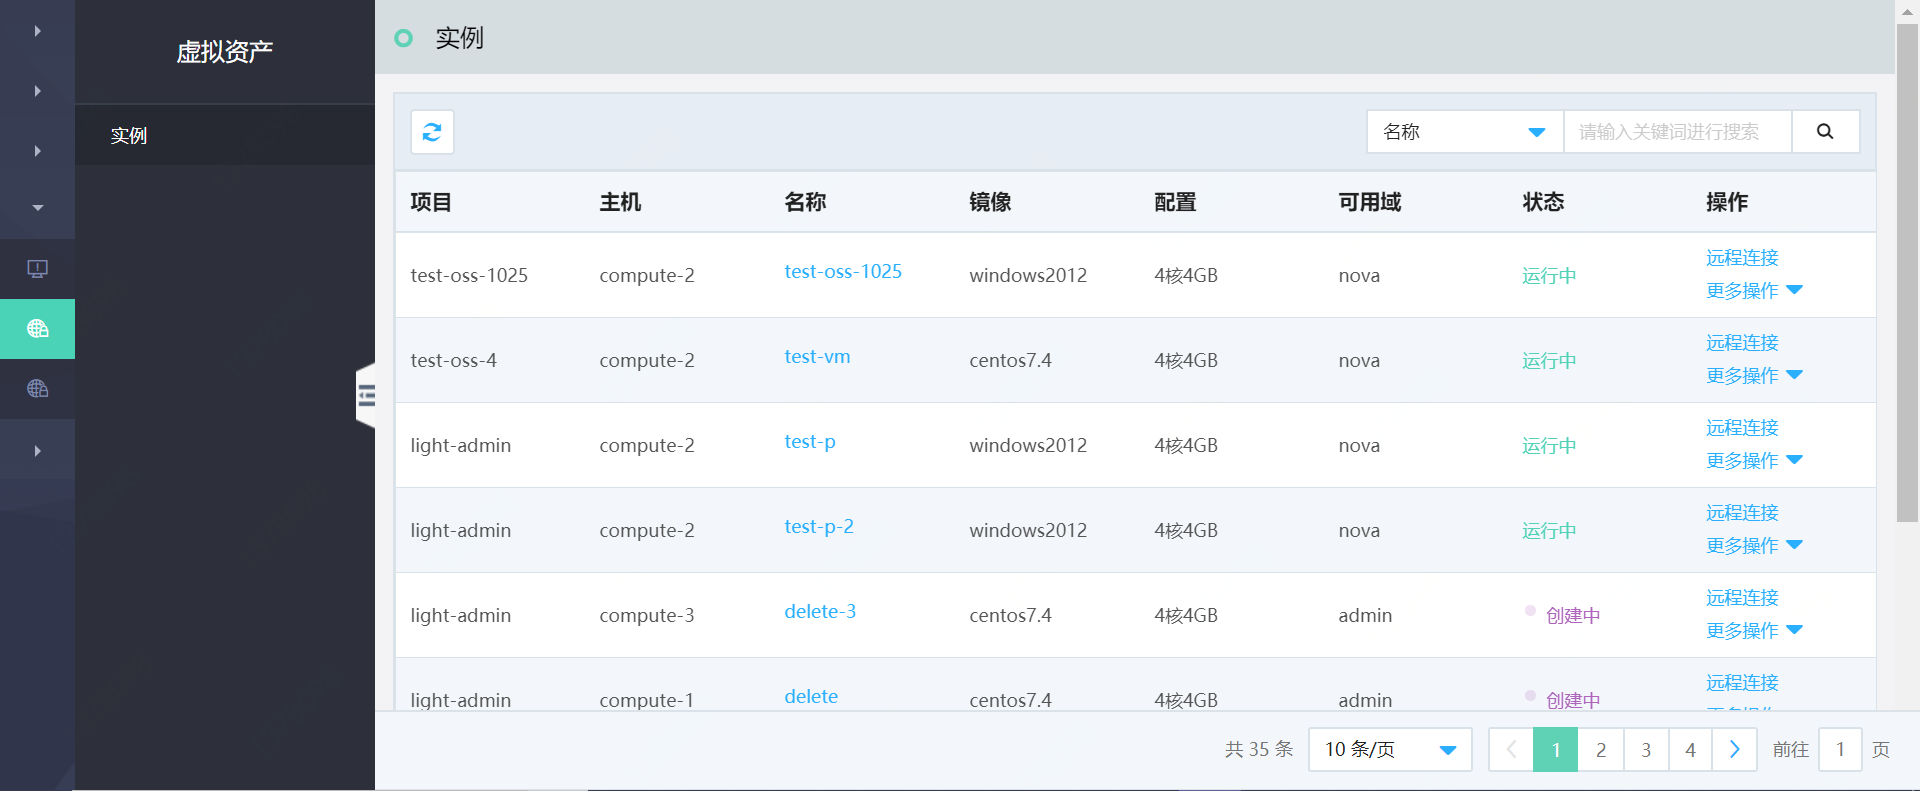 虚拟资产
实例
实例
名称 请输入关键词进行搜索
项目 主机 名称 镜像 配置 可用域 状态 操作
test-oss-1025 compute-2 test-oss-1025 windows2012 4核4GB nova 运行中 远程连接
更多操作
test-oss-4 compute-2 test-vm centos7.4 4核4GB nova 运行中 远程连接
更多操作
light-admin compute-2 test-p windows2012 4核4GB nova 运行中 远程连接
更多操作
light-admin compute-2 test-p-2 windows2012 4核4GB nova 运行中 远程连接
更多操作
light-admin compute-3 delete-3 centos7.4 4核4GB admin 创建中 远程连接
更多操作
light-admin compute-1 delete centos7.4 4核4GB admin 创建中 远程连接
共 35 条 10 条/页 1 2 3 4 前往 1 页